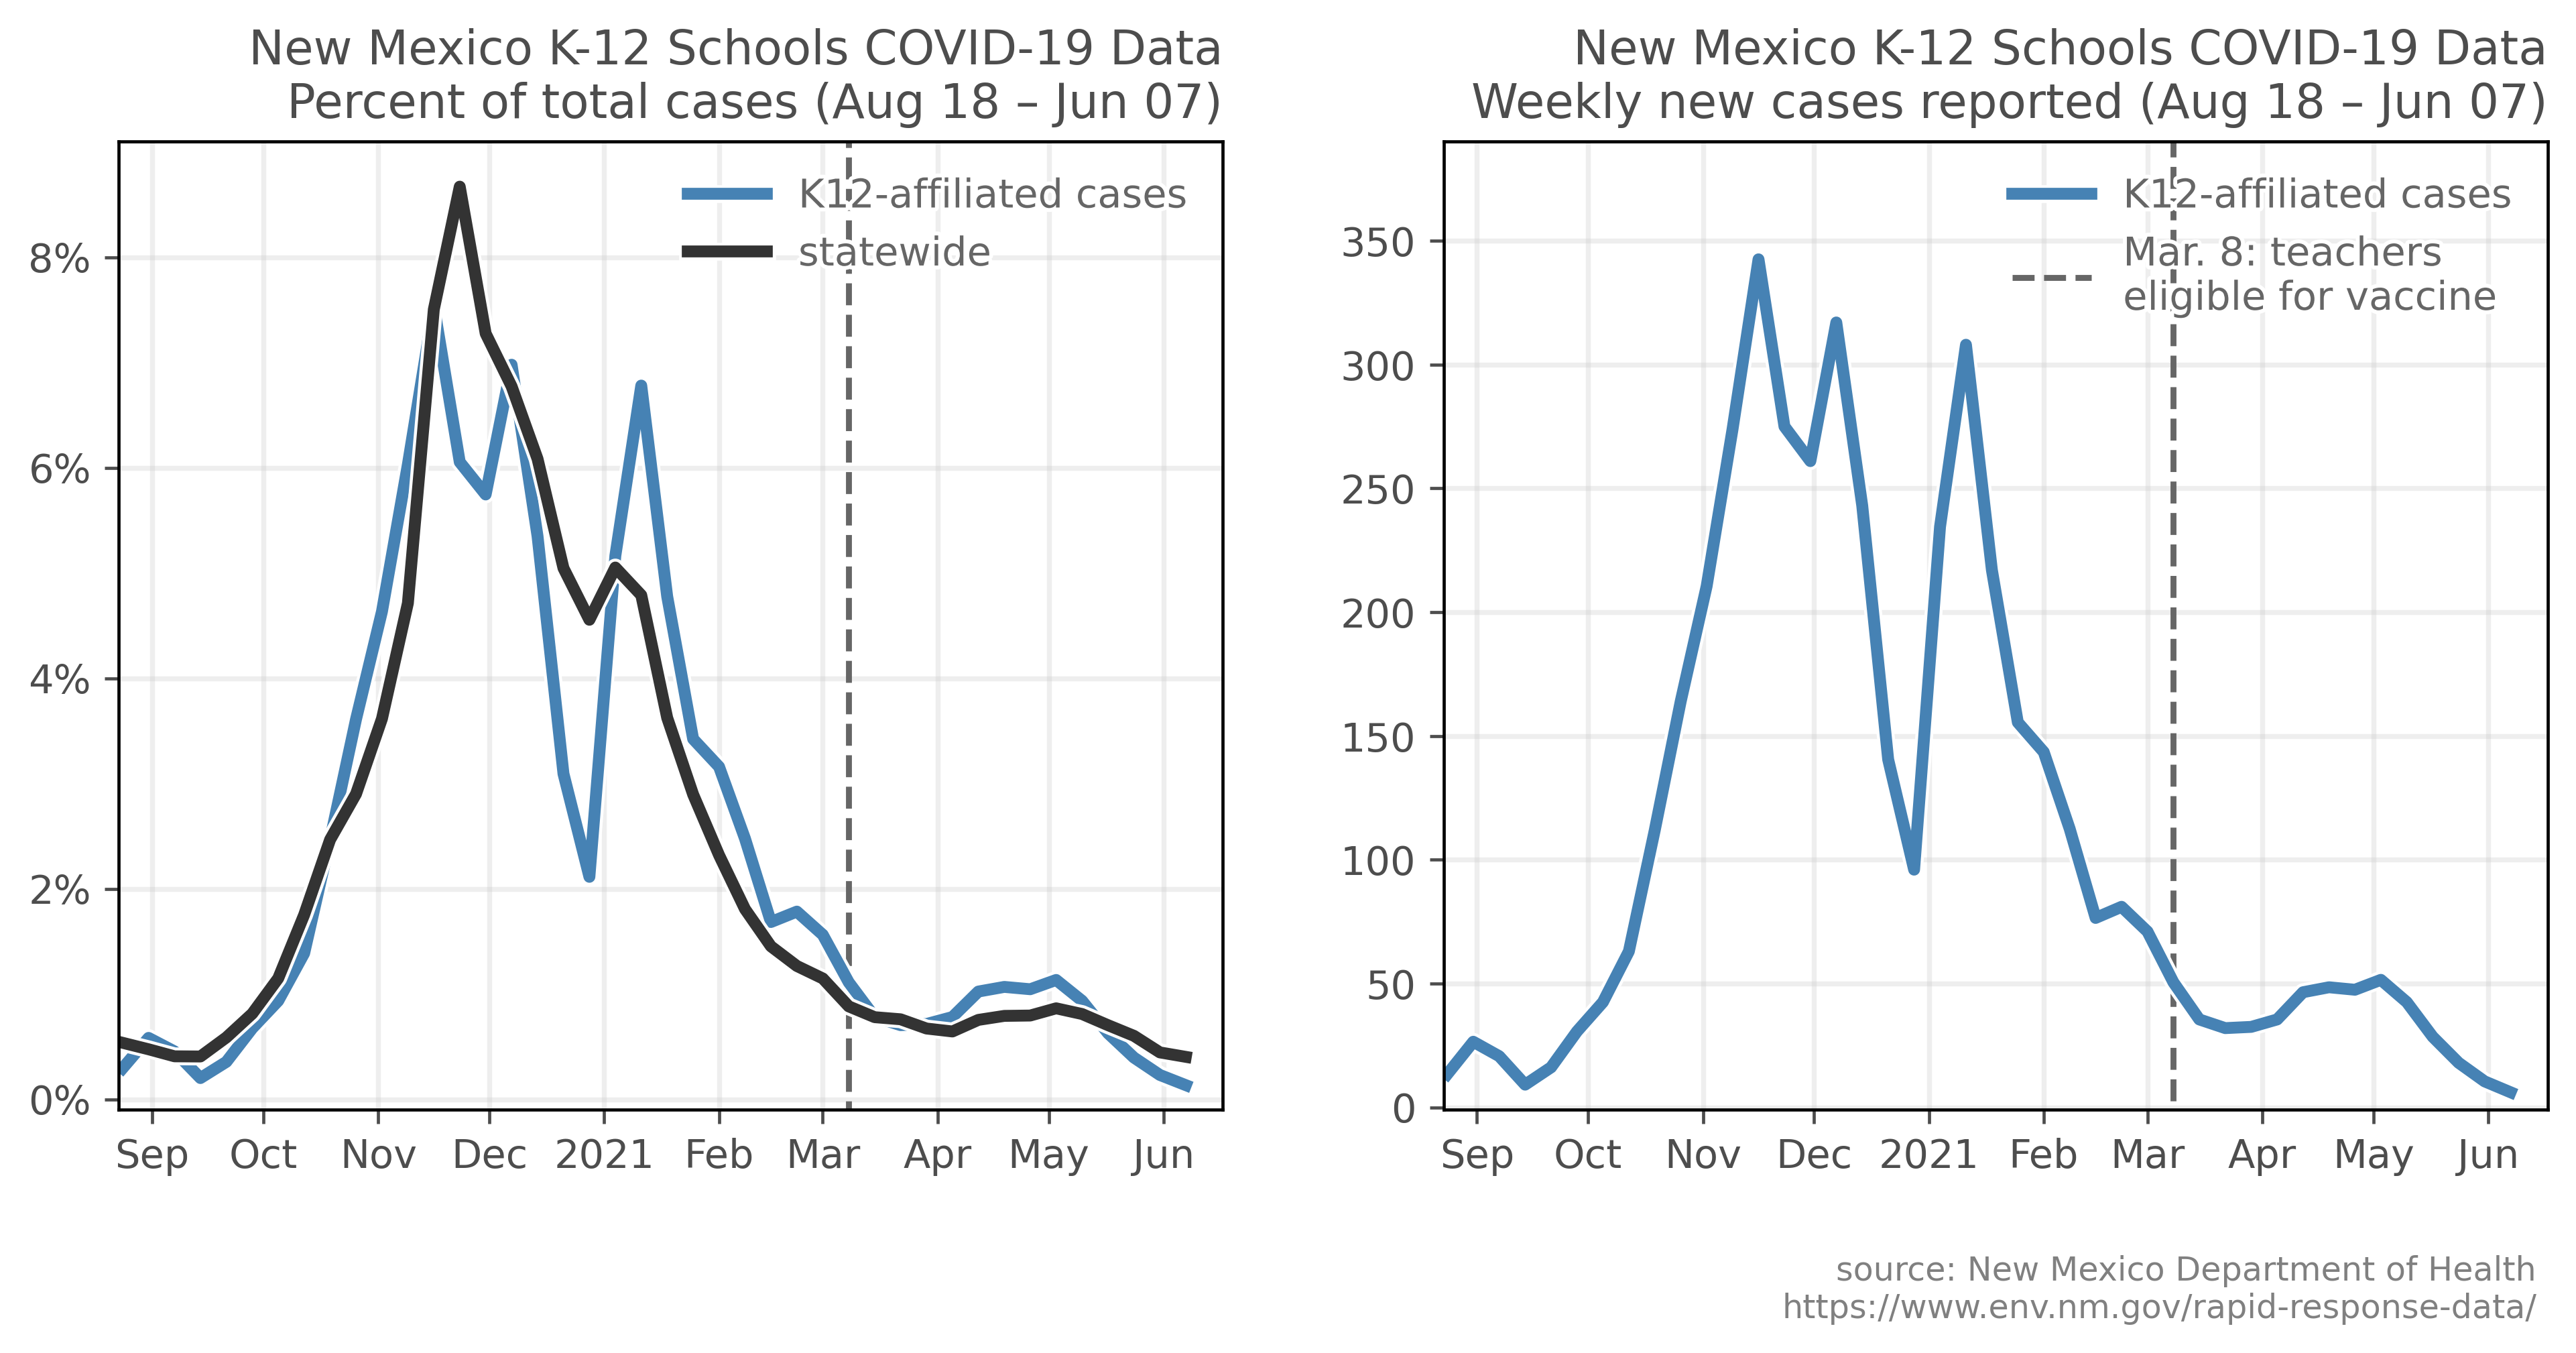 New Mexico K-12 Schools COVID-19 Data
Percent of total cases (Aug 18 – Jun 07)
K12-affiliated cases
statewide
8%
6%
4%
2%
0%
Sep Oct Nov Dec 2021 Feb Mar Apr May Jun
New Mexico K-12 Schools COVID-19 Data
Weekly new cases reported (Aug 18 – Jun 07)
K12-affiliated cases
Mar. 8: teachers
eligible for vaccine
350
300
250
200
150
100
50
0
Sep Oct Nov Dec 2021 Feb Mar Apr May Jun
source: New Mexico Department of Health
https://www.env.nm.gov/rapid-response-data/